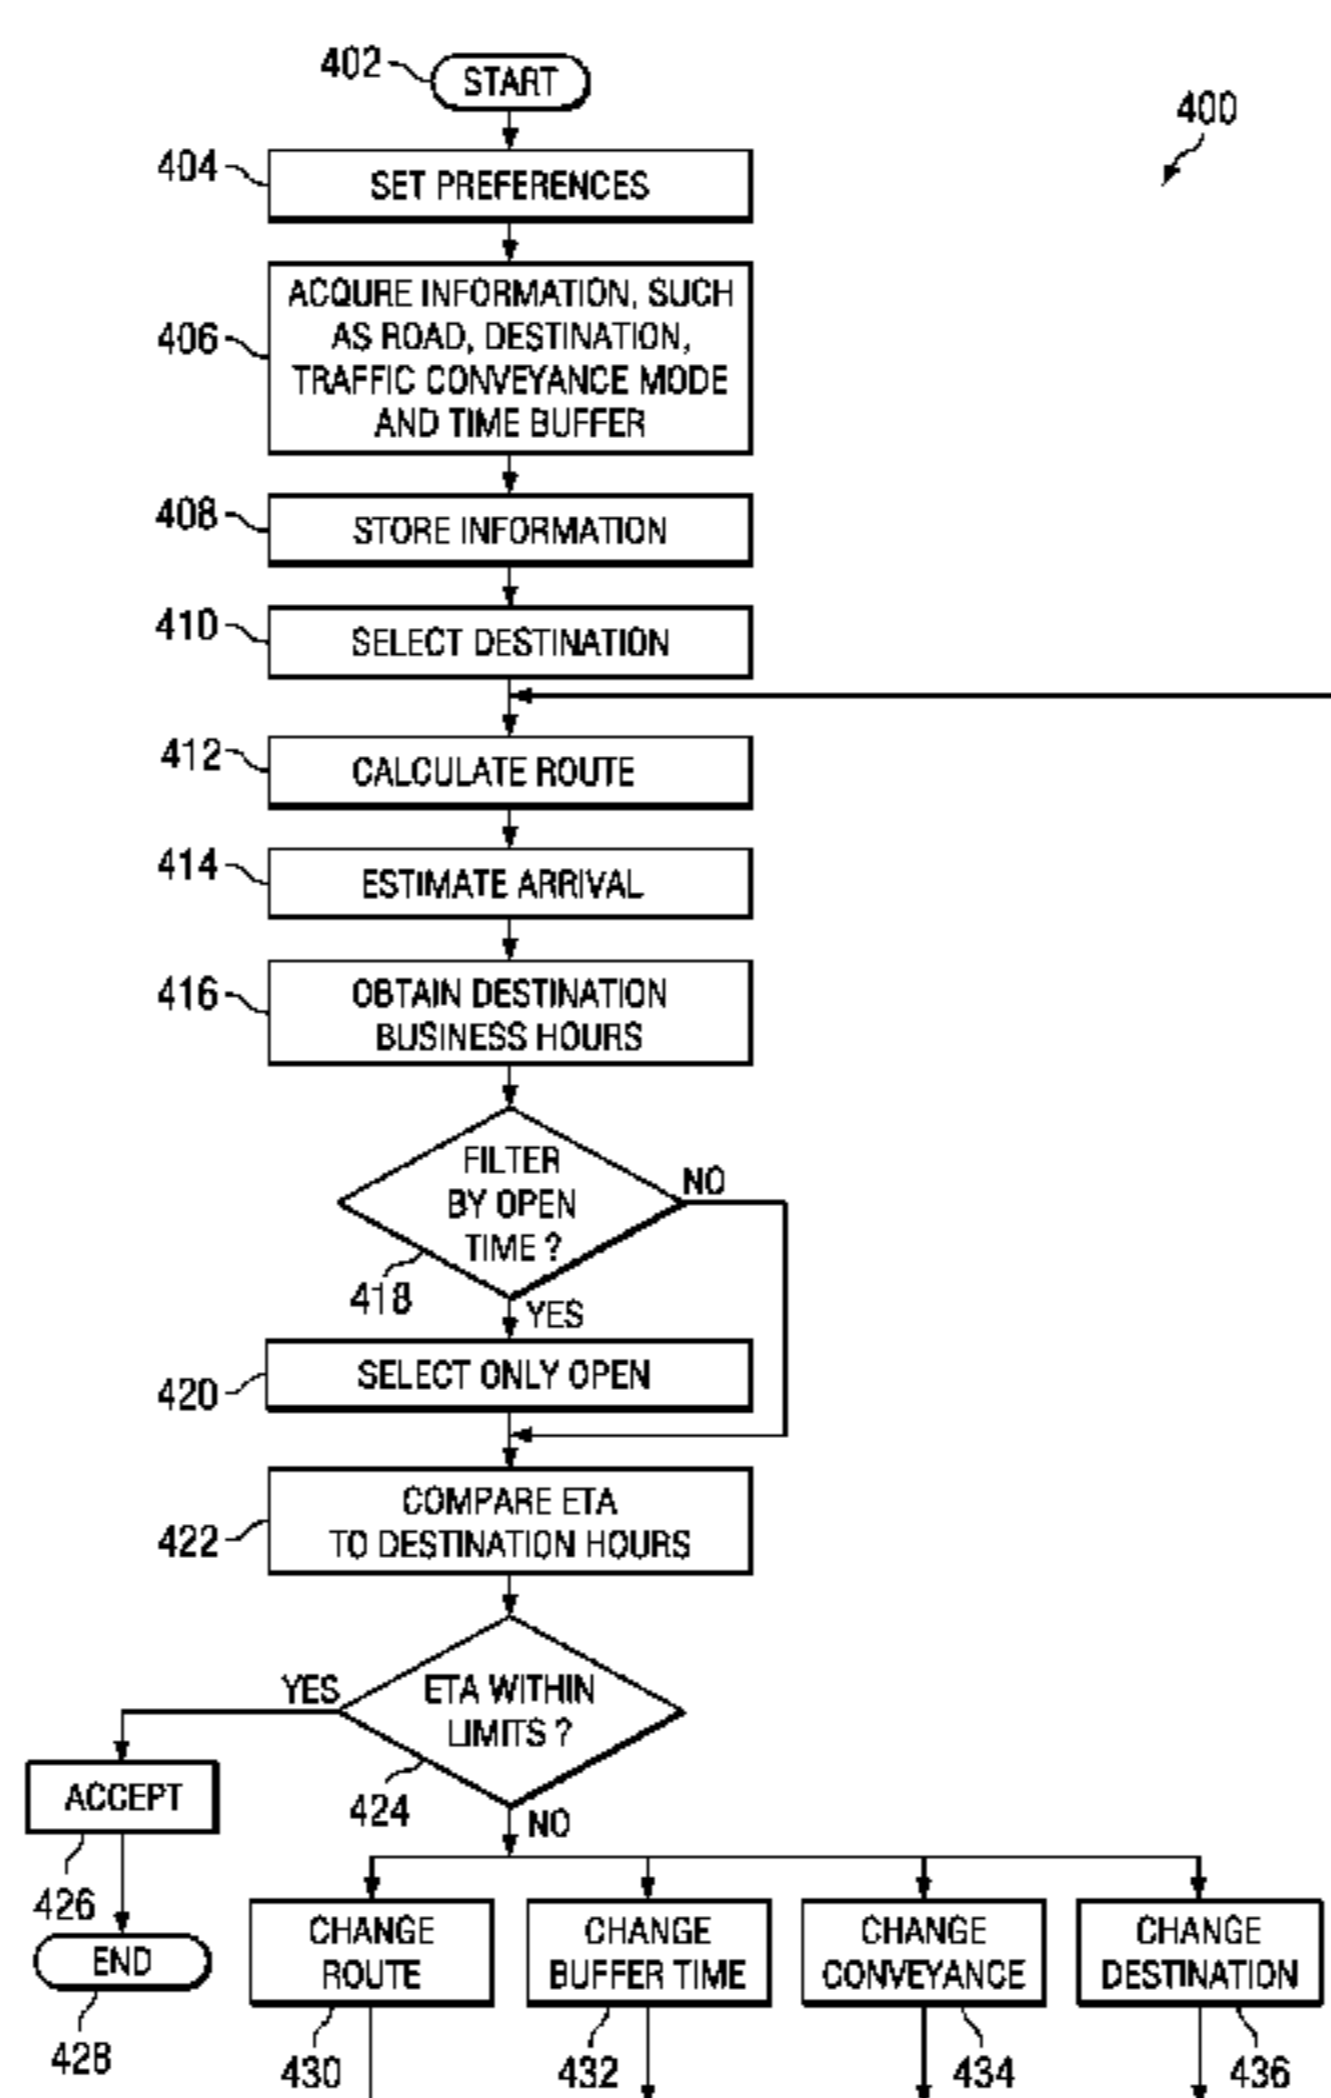 402
START
400
404
SET PREFERENCES
406
ACQURE INFORMATION, SUCH
AS ROAD, DESTINATION,
TRAFFIC CONVEYANCE MODE
AND TIME BUFFER
408
STORE INFORMATION
410
SELECT DESTINATION
412
CALCULATE ROUTE
414
ESTIMATE ARRIVAL
416
OBTAIN DESTINATION
BUSINESS HOURS
FILTER
BY OPEN
TIME ?
NO
418
YES
420
SELECT ONLY OPEN
422
COMPARE ETA
TO DESTINATION HOURS
YES
ETA WITHIN
LIMITS ?
424
NO
ACCEPT
426
END
428
CHANGE
ROUTE
430
CHANGE
BUFFER TIME
432
CHANGE
CONVEYANCE
434
CHANGE
DESTINATION
436